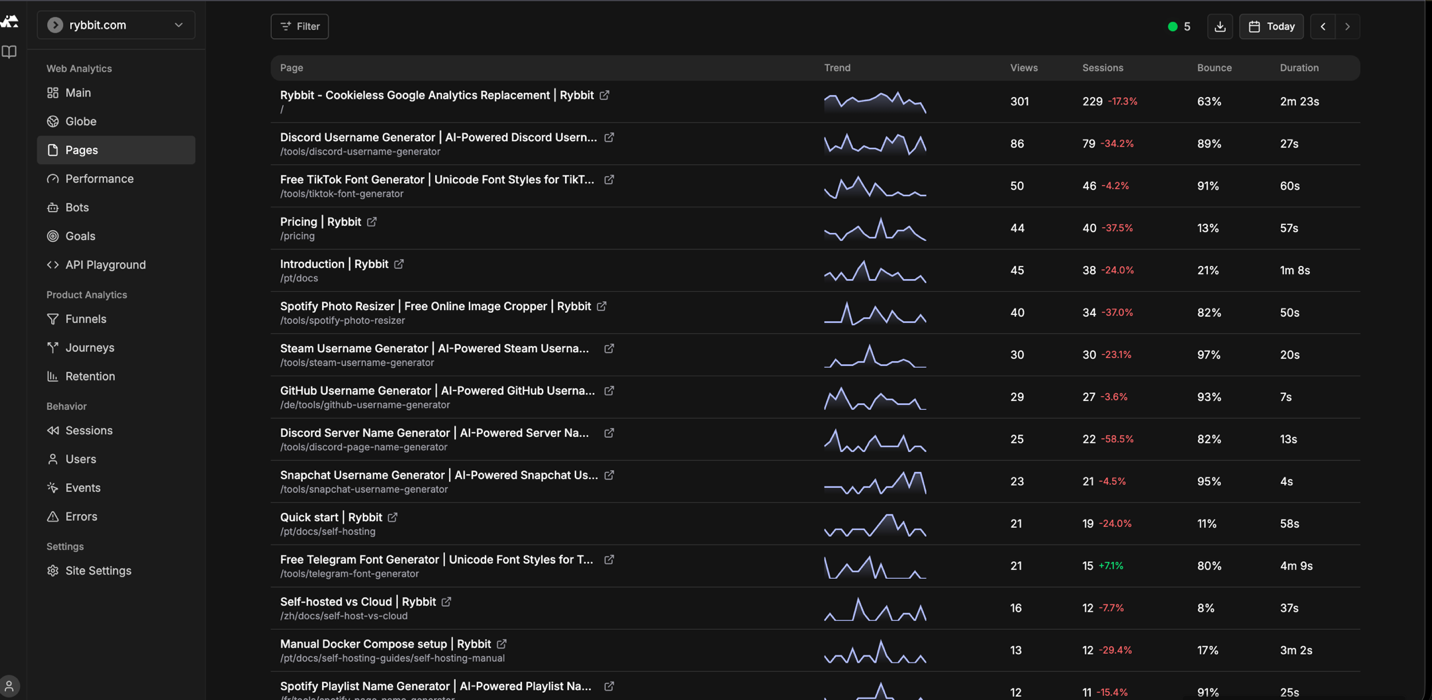 rybbit.com
Filter
5
Today
Web Analytics
Main
Globe
Pages
Performance
Bots
Goals
API Playground
Product Analytics
Funnels
Journeys
Retention
Behavior
Sessions
Users
Events
Errors
Settings
Site Settings
Page Trend Views Sessions Bounce Duration
Rybbit - Cookieless Google Analytics Replacement | Rybbit
/
301 229 -17.3% 63% 2m 23s
Discord Username Generator | AI-Powered Discord Usern...
/tools/discord-username-generator
86 79 -34.2% 89% 27s
Free TikTok Font Generator | Unicode Font Styles for TikT...
/tools/tiktok-font-generator
50 46 -4.2% 91% 60s
Pricing | Rybbit
/pricing
44 40 -37.5% 13% 57s
Introduction | Rybbit
/pt/docs
45 38 -24.0% 21% 1m 8s
Spotify Photo Resizer | Free Online Image Cropper | Rybbit
/tools/spotify-photo-resizer
40 34 -37.0% 82% 50s
Steam Username Generator | AI-Powered Steam Userna...
/tools/steam-username-generator
30 30 -23.1% 97% 20s
GitHub Username Generator | AI-Powered GitHub Userna...
/de/tools/github-username-generator
29 27 -3.6% 93% 7s
Discord Server Name Generator | AI-Powered Server Na...
/tools/discord-page-name-generator
25 22 -58.5% 82% 13s
Snapchat Username Generator | AI-Powered Snapchat Us...
/tools/snapchat-username-generator
23 21 -4.5% 95% 4s
Quick start | Rybbit
/pt/docs/self-hosting
21 19 -24.0% 11% 58s
Free Telegram Font Generator | Unicode Font Styles for T...
/tools/telegram-font-generator
21 15 +7.1% 80% 4m 9s
Self-hosted vs Cloud | Rybbit
/zh/docs/self-host-vs-cloud
16 12 -7.7% 8% 37s
Manual Docker Compose setup | Rybbit
/pt/docs/self-hosting-guides/self-hosting-manual
13 12 -29.4% 17% 3m 2s
Spotify Playlist Name Generator | AI-Powered Playlist Na...
/fr/tools/spotify-page-name-generator
12 11 -15.4% 91% 25s